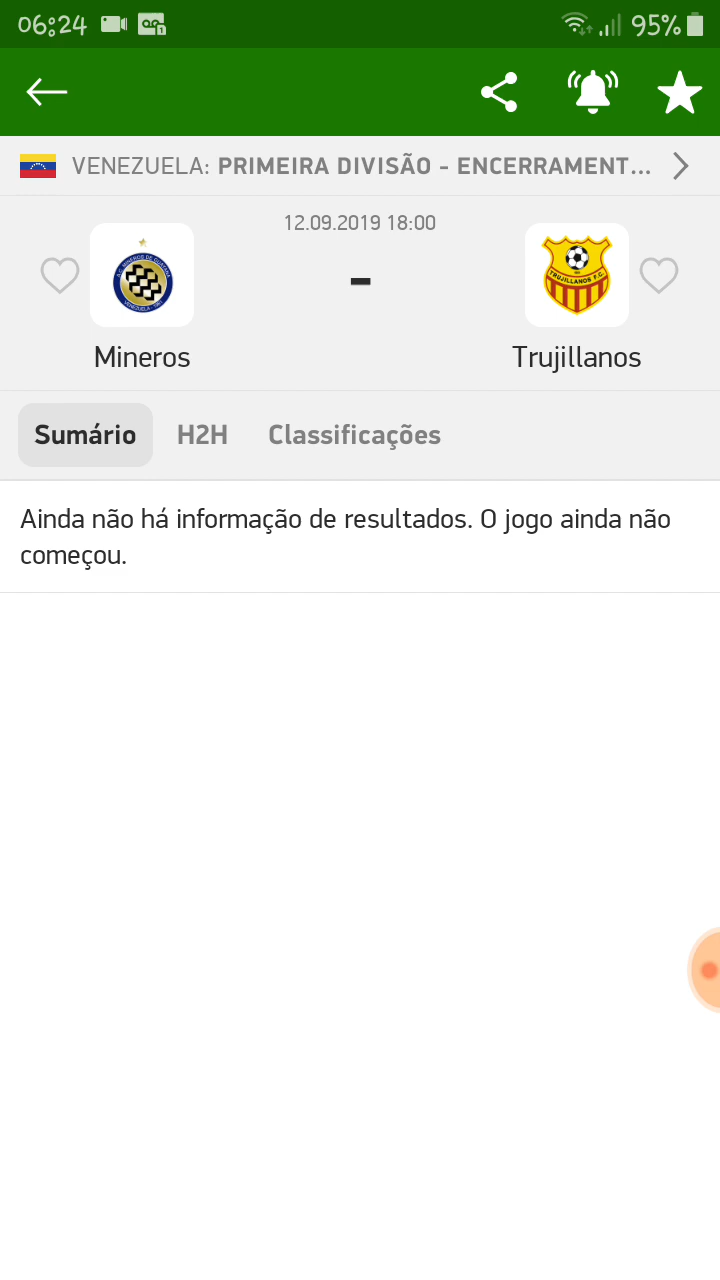 06:24 95%
VENEZUELA: PRIMEIRA DIVISÃO - ENCERRAMENT...
12.09.2019 18:00
-
Mineros Trujillanos
Sumário H2H Classificações
Ainda não há informação de resultados. O jogo ainda não
começou.